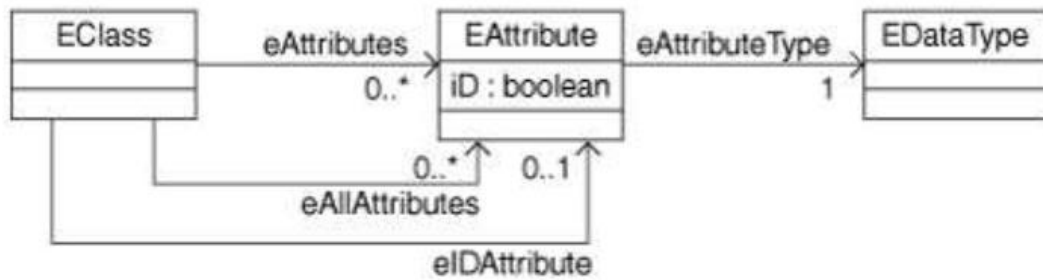 EClass
eAttributes
0..*
EAttribute
iD : boolean
eAttributeType
1
EDataType
0..*
0..1
eAllAttributes
eIDAttribute